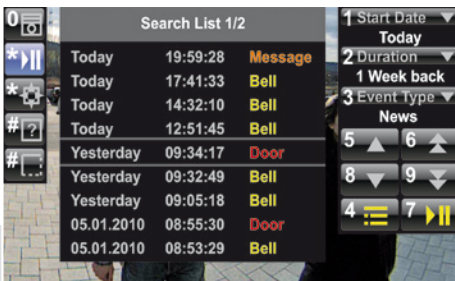 0
*
*
#
#
Search List 1/2
Today 19:59:28 Message
Today 17:41:33 Bell
Today 14:32:10 Bell
Today 12:51:45 Bell
Yesterday 09:34:17 Door
Yesterday 09:32:49 Bell
Yesterday 09:05:18 Bell
05.01.2010 08:55:30 Door
05.01.2010 08:53:29 Bell
1 Start Date
Today
2 Duration
1 Week back
3 Event Type
News
5 6
8 9
4 7